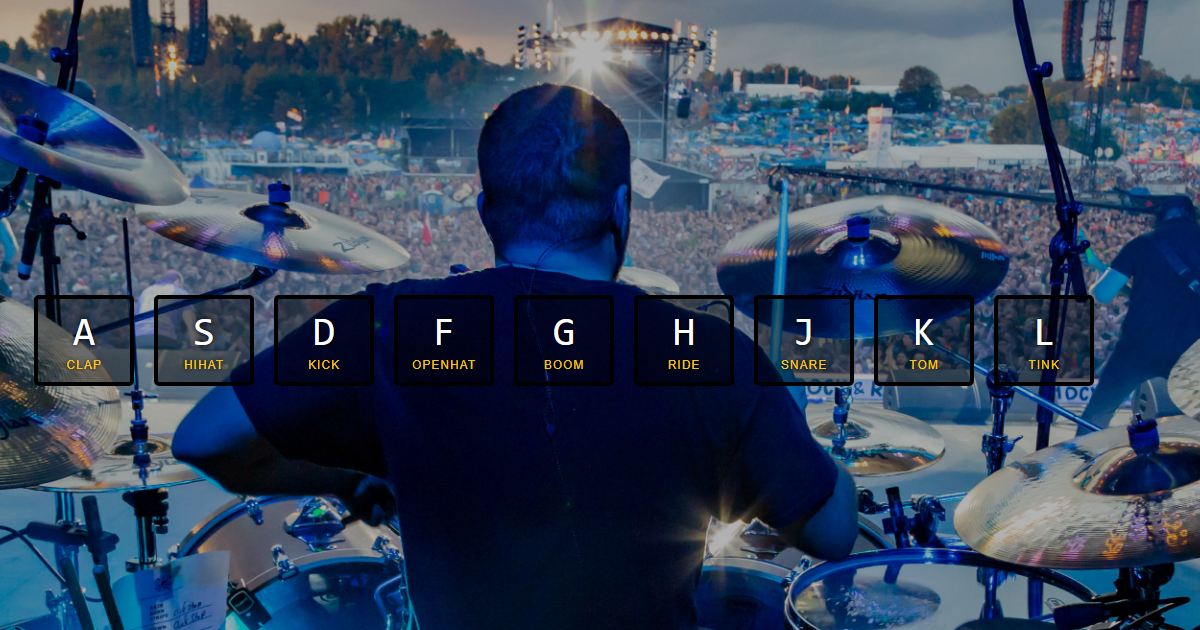 A
CLAP
S
HIHAT
D
KICK
F
OPENHAT
G
BOOM
H
RIDE
J
SNARE
K
TOM
L
TINK